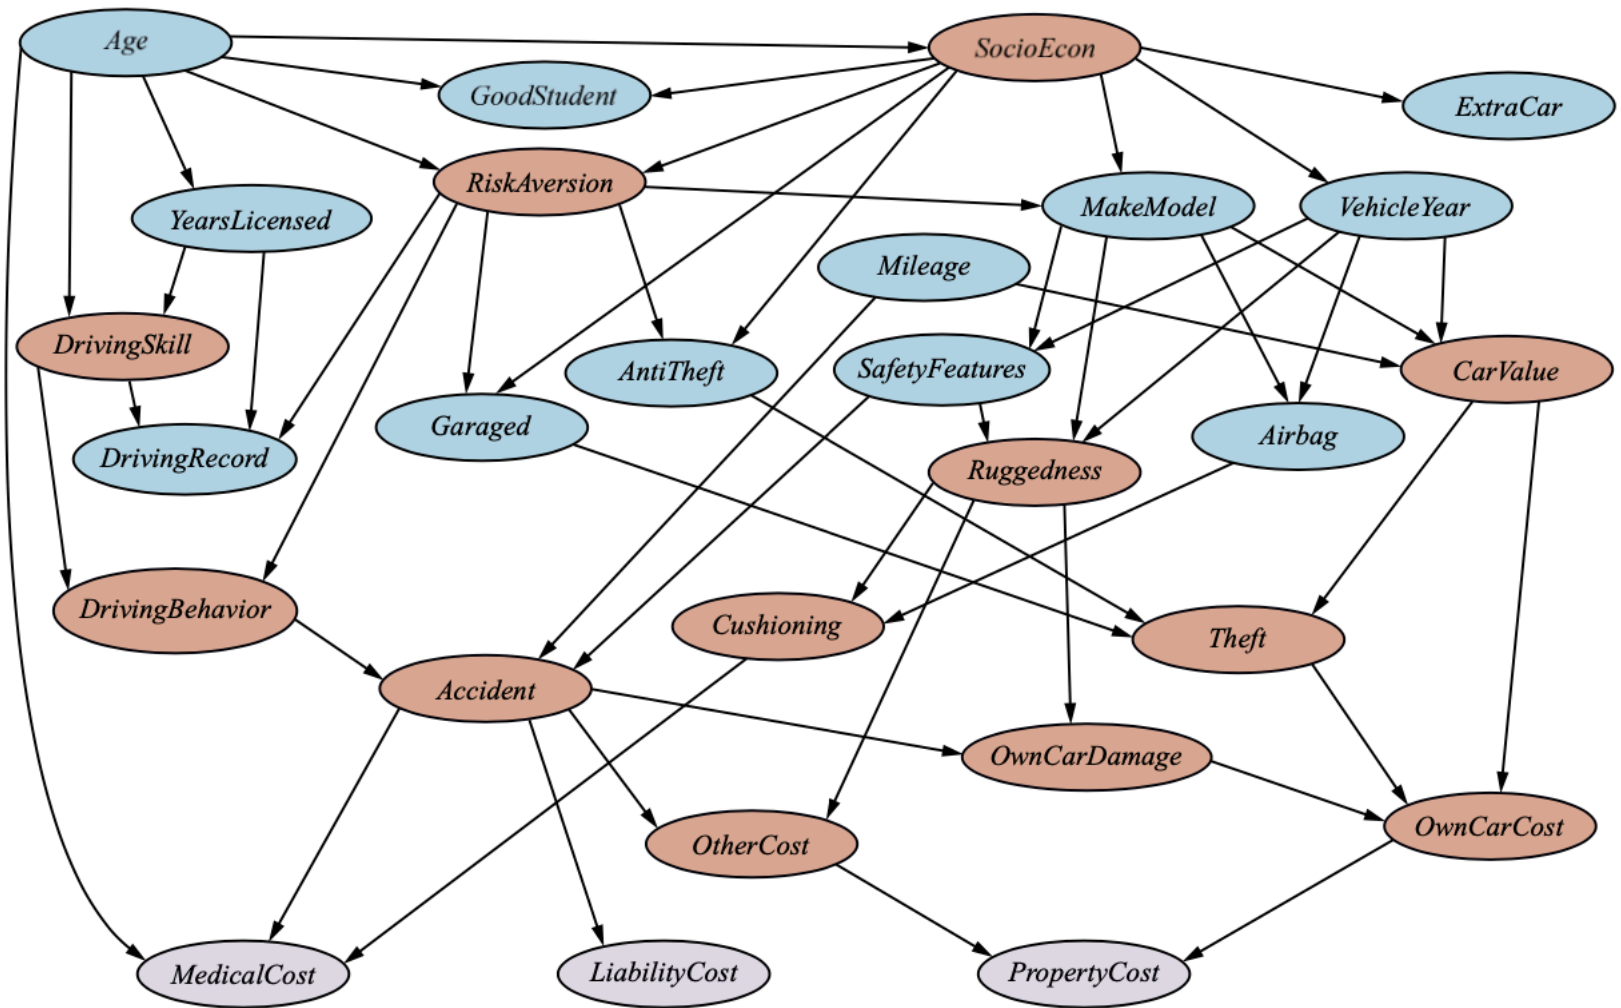 Age
SocioEcon
GoodStudent
ExtraCar
RiskAversion
YearsLicensed
MakeModel
VehicleYear
Mileage
DrivingSkill
AntiTheft
SafetyFeatures
CarValue
Garaged
Airbag
DrivingRecord
Ruggedness
DrivingBehavior
Cushioning
Theft
Accident
OwnCarDamage
OtherCost
OwnCarCost
MedicalCost
LiabilityCost
PropertyCost